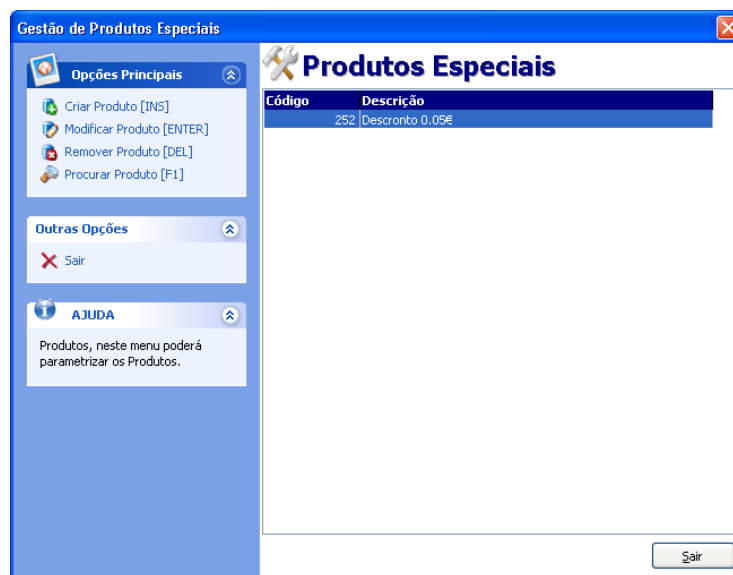 Gestão de Produtos Especiais
Opções Principais
Criar Produto [INS]
Modificar Produto [ENTER]
Remover Produto [DEL]
Procurar Produto [F1]
Outras Opções
Sair
AJUDA
Produtos, neste menu poderá
parametrizar os Produtos.
Produtos Especiais
Código Descrição
252 Descronto 0.05€
Sair